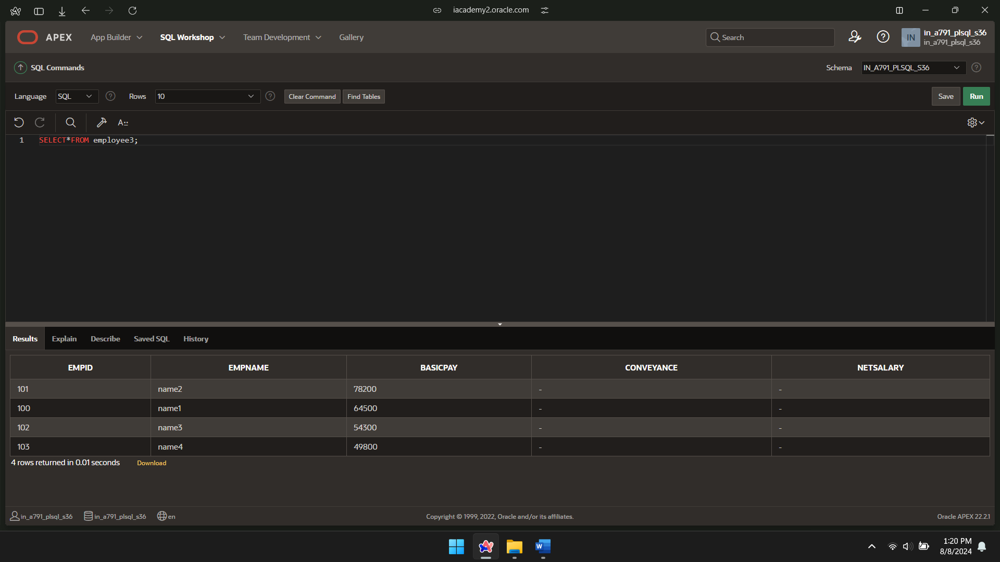 iacademy2.oracle.com
APEX App Builder SQL Workshop Team Development Gallery Search IN in_a791_plsql_s36
in_a791_plsql_s36
SQL Commands Schema IN_A791_PLSQL_S36
Language SQL Rows 10 Clear Command Find Tables Save Run
A::
1 SELECT*FROM employee3;
Results Explain Describe Saved SQL History
EMPID EMPNAME BASICPAY CONVEYANCE NETSALARY
101 name2 78200 - -
100 name1 64500 - -
102 name3 54300 - -
103 name4 49800 - -
4 rows returned in 0.01 seconds Download
in_a791_plsql_s36 in_a791_plsql_s36 en Copyright © 1999, 2022, Oracle and/or its affiliates. Oracle APEX 22.2.1
W 1:20 PM
8/8/2024